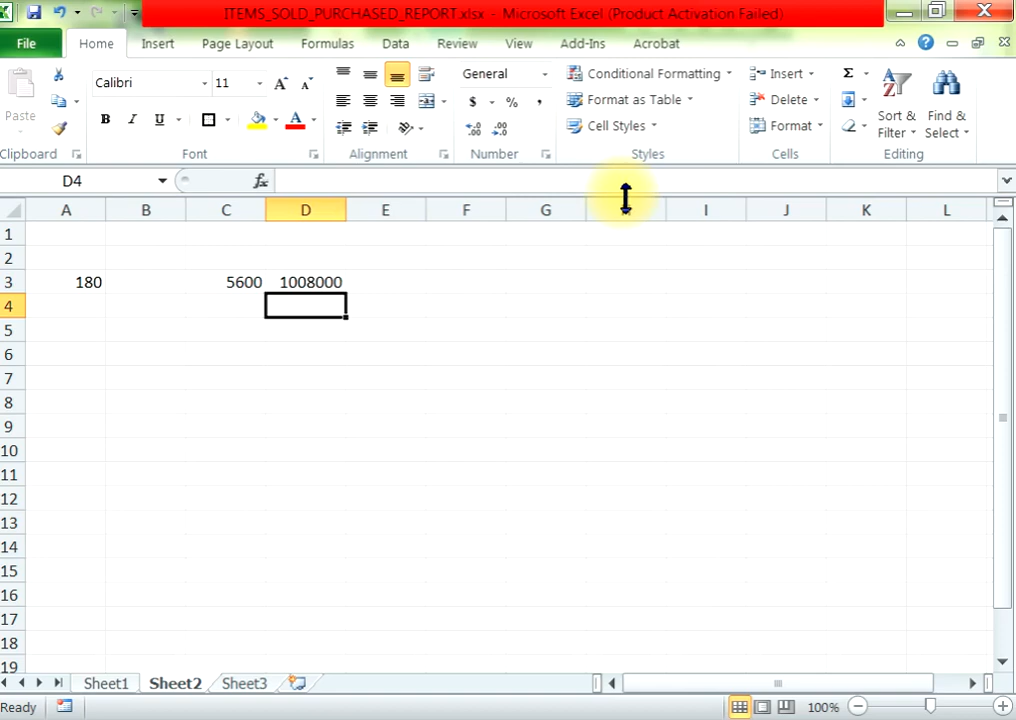 ITEMS_SOLD_PURCHASED_REPORT.xlsx - Microsoft Excel (Product Activation Failed)
File Home Insert Page Layout Formulas Data Review View Add-Ins Acrobat
Calibri 11 General Conditional Formatting Insert Σ
Paste $ % , Format as Table Delete Sort & Find &
B I U A Cell Styles Format Filter Select
Clipboard Font Alignment Number Styles Cells Editing
D4 fx
A B C D E F G I J K L
1
2
3 180 5600 1008000
4
5
6
7
8
9
10
11
12
13
14
15
16
17
18
19
Sheet1 Sheet2 Sheet3
Ready 100%